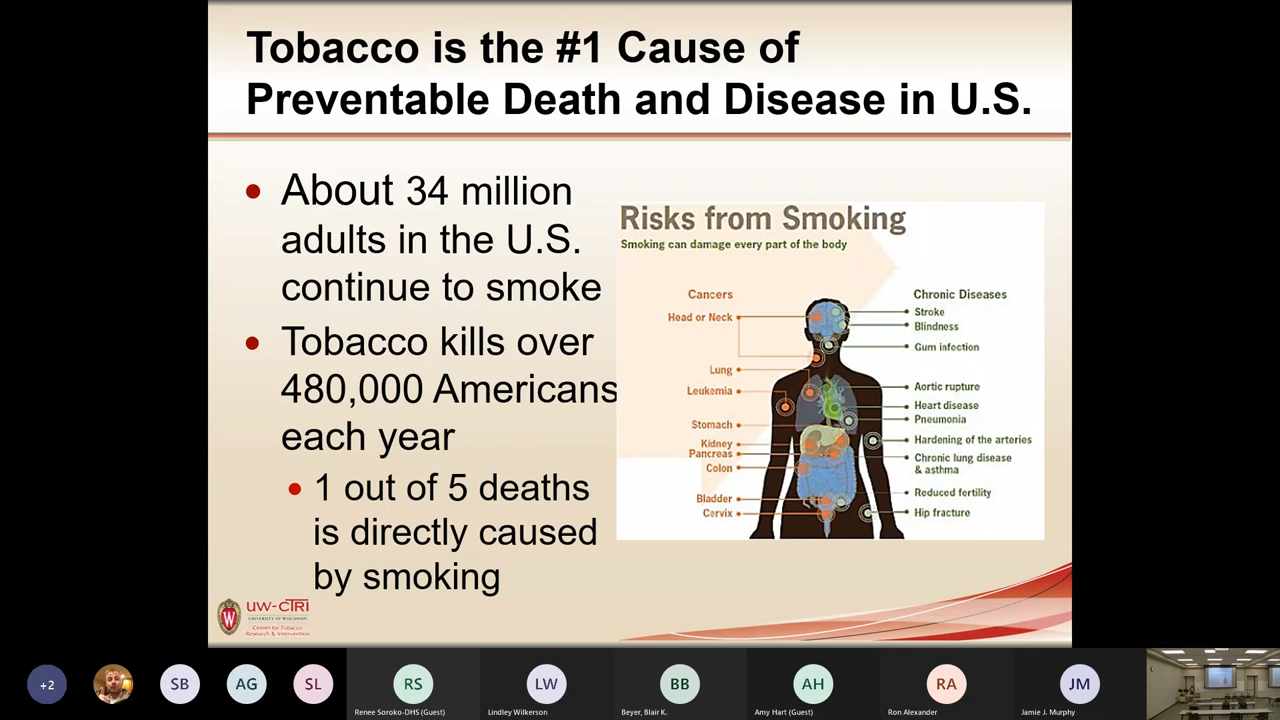 Tobacco is the #1 Cause of
Preventable Death and Disease in U.S.
About 34 million
adults in the U.S.
continue to smoke
Tobacco kills over
480,000 Americans
each year
1 out of 5 deaths
is directly caused
by smoking
Risks from Smoking
Smoking can damage every part of the body
Cancers
Head or Neck
Lung
Leukemia
Stomach
Kidney
Pancreas
Colon
Bladder
Cervix
Chronic Diseases
Stroke
Blindness
Gum infection
Aortic rupture
Heart disease
Pneumonia
Hardening of the arteries
Chronic lung disease
& asthma
Reduced fertility
Hip fracture
W
UW-CTRI
UNIVERSITY OF WISCONSIN
Center for Tobacco
Research & Intervention
+2
SB
AG
SL
RS
LW
BB
AH
RA
JM
Renee Soroko-DHS (Guest)
Lindley Wilkerson
Beyer, Blair K.
Amy Hart (Guest)
Ron Alexander
Jamie J. Murphy